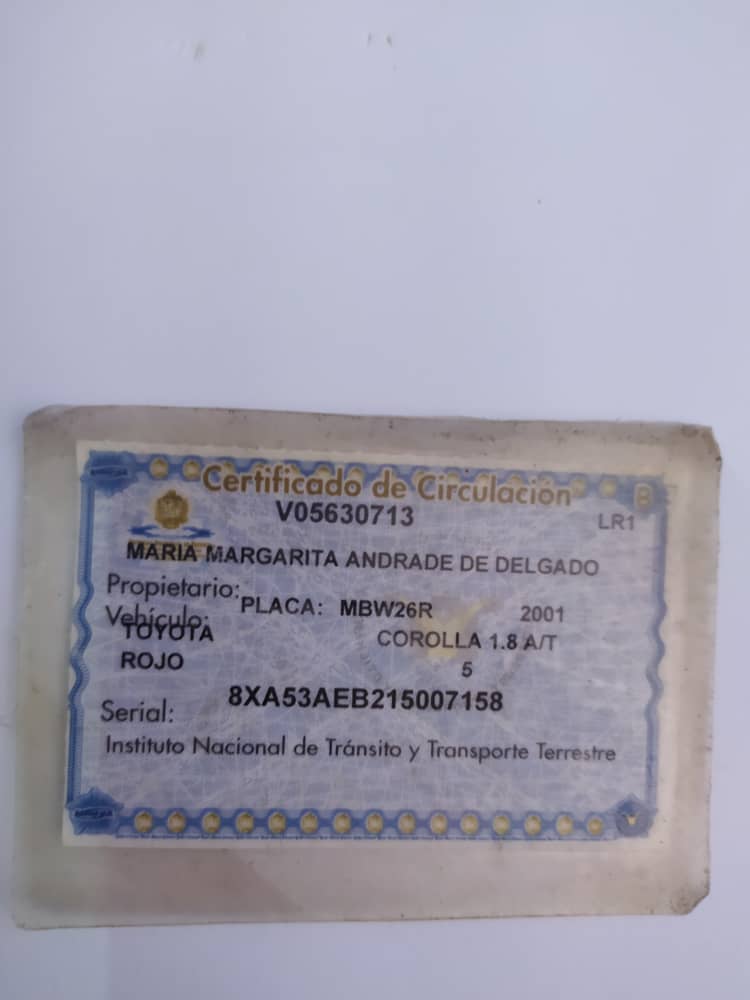 Certificado de Circulación
B
V05630713
LR1
MARIA MARGARITA ANDRADE DE DELGADO
Propietario:
PLACA: MBW26R 2001
Vehículo:
TOYOTA COROLLA 1.8 A/T
ROJO 5
8XA53AEB215007158
Serial:
Instituto Nacional de Tránsito y Transporte Terrestre